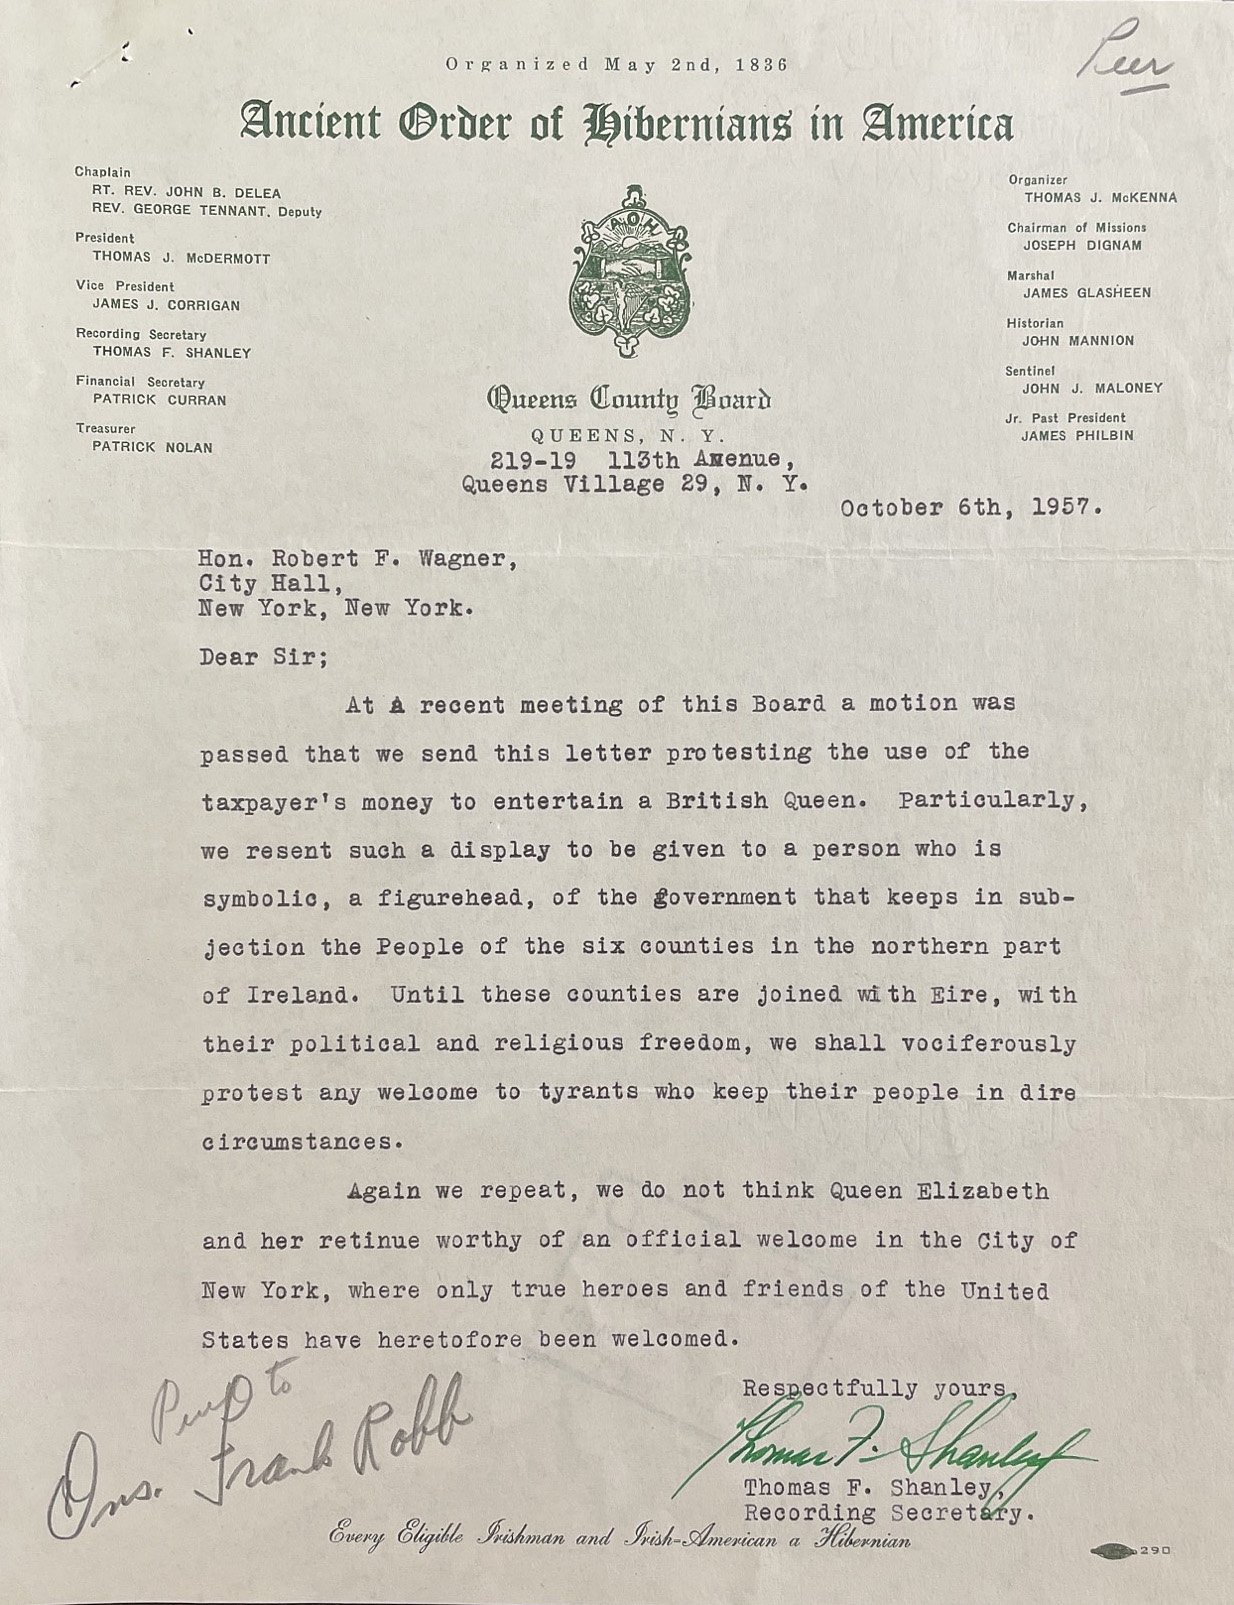 Peer
Organized May 2nd, 1836
Ancient Order of Hibernians in America
Chaplain
RT. REV. JOHN B. DELEA
REV. GEORGE TENNANT, Deputy
President
THOMAS J. McDERMOTT
Vice President
JAMES J. CORRIGAN
Recording Secretary
THOMAS F. SHANLEY
Financial Secretary
PATRICK CURRAN
Treasurer
PATRICK NOLAN
AOH
Organizer
THOMAS J. McKENNA
Chairman of Missions
JOSEPH DIGNAM
Marshal
JAMES GLASHEEN
Historian
JOHN MANNION
Sentinel
JOHN J. MALONEY
Jr. Past President
JAMES PHILBIN
Queens County Board
QUEENS, N. Y.
219-19 113th Avenue,
Queens Village 29, N. Y.
October 6th, 1957.
Hon. Robert F. Wagner,
City Hall,
New York, New York.
Dear Sir;
At A recent meeting of this Board a motion was
passed that we send this letter protesting the use of the
taxpayer's money to entertain a British Queen. Particularly,
we resent such a display to be given to a person who is
symbolic, a figurehead, of the government that keeps in sub-
jection the People of the six counties in the northern part
of Ireland. Until these counties are joined with Eire, with
their political and religious freedom, we shall vociferously
protest any welcome to tyrants who keep their people in dire
circumstances.
Again we repeat, we do not think Queen Elizabeth
and her retinue worthy of an official welcome in the City of
New York, where only true heroes and friends of the United
States have heretofore been welcomed.
Respectfully yours,
Thomas F. Shanley
Thomas F. Shanley,
Recording Secretary.
to
Ons. Frank Robb
Every Eligible Irishman and Irish-American a Hibernian
290